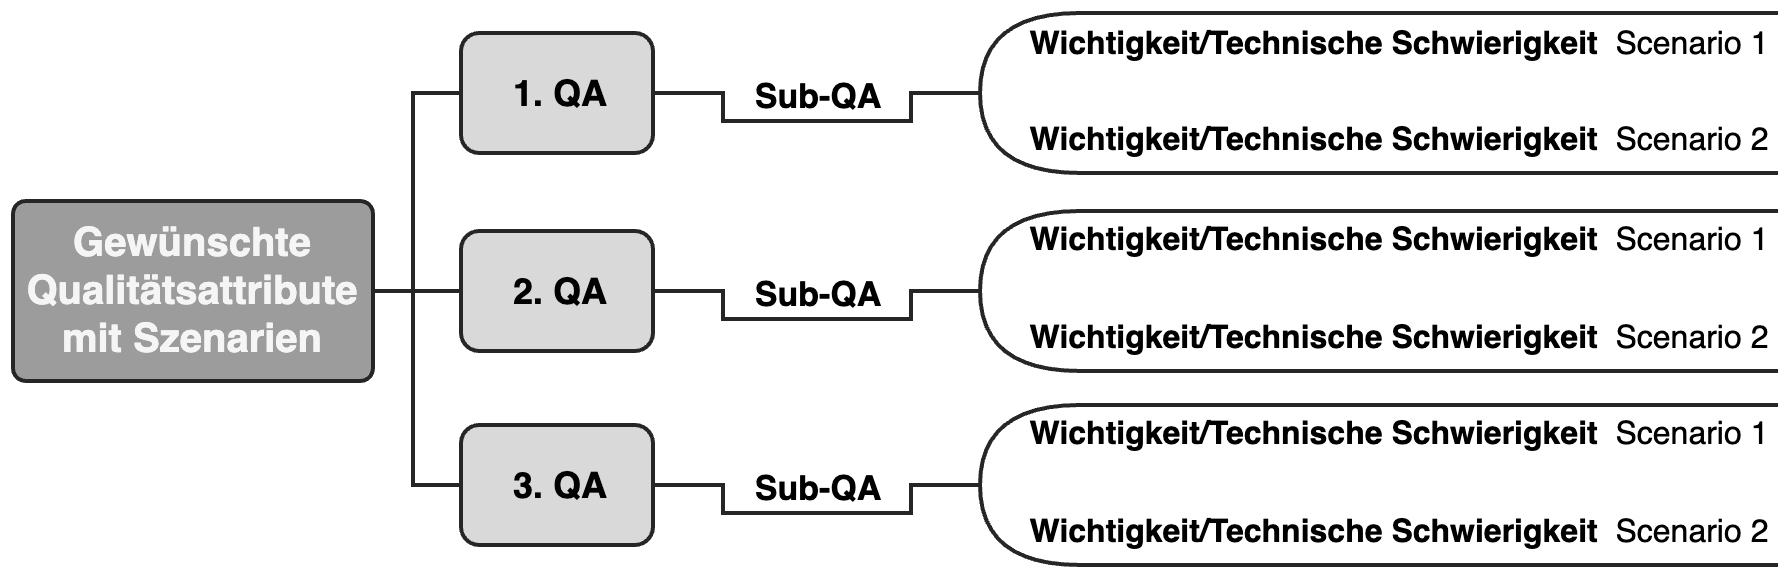 Gewünschte
Qualitätsattribute
mit Szenarien
1. QA
Sub-QA
Wichtigkeit/Technische Schwierigkeit Scenario 1
Wichtigkeit/Technische Schwierigkeit Scenario 2
2. QA
Sub-QA
Wichtigkeit/Technische Schwierigkeit Scenario 1
Wichtigkeit/Technische Schwierigkeit Scenario 2
3. QA
Sub-QA
Wichtigkeit/Technische Schwierigkeit Scenario 1
Wichtigkeit/Technische Schwierigkeit Scenario 2